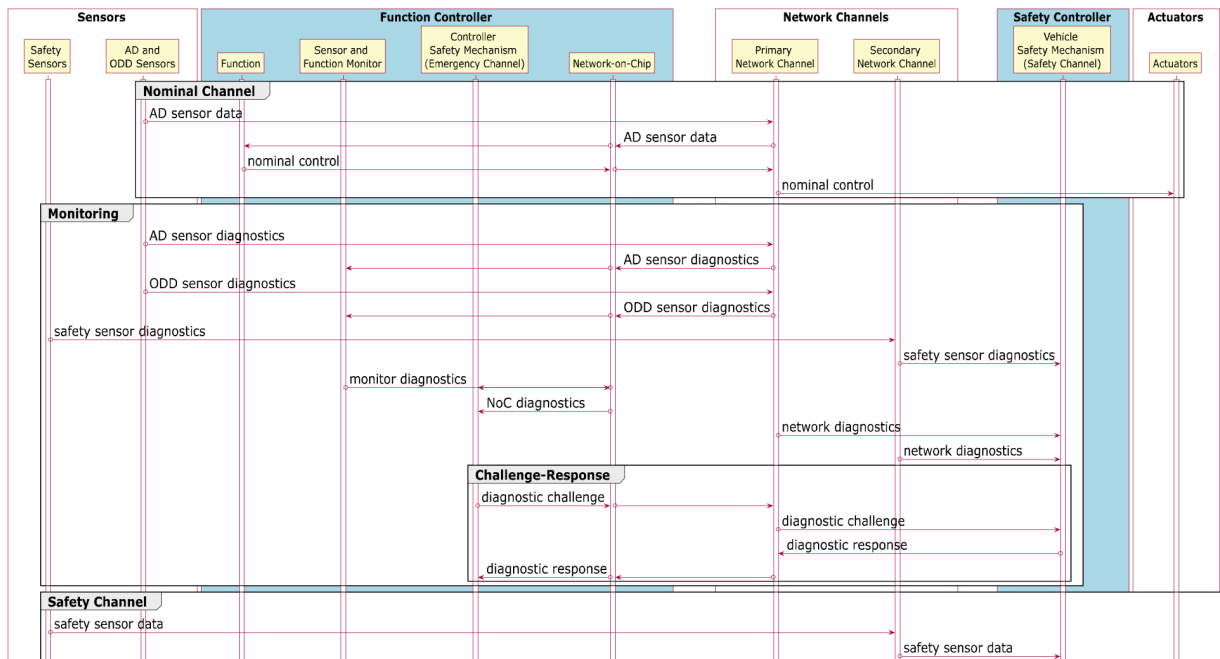 Sensors
Function Controller
Network Channels
Safety Controller
Actuators
Safety
Sensors
AD and
ODD Sensors
Function
Sensor and
Function Monitor
Controller
Safety Mechanism
(Emergency Channel)
Network-on-Chip
Primary
Network Channel
Secondary
Network Channel
Vehicle
Safety Mechanism
(Safety Channel)
Actuators
Nominal Channel
AD sensor data
AD sensor data
nominal control
nominal control
Monitoring
AD sensor diagnostics
AD sensor diagnostics
ODD sensor diagnostics
ODD sensor diagnostics
safety sensor diagnostics
safety sensor diagnostics
monitor diagnostics
NoC diagnostics
network diagnostics
network diagnostics
Challenge-Response
diagnostic challenge
diagnostic challenge
diagnostic response
diagnostic response
Safety Channel
safety sensor data
safety sensor data